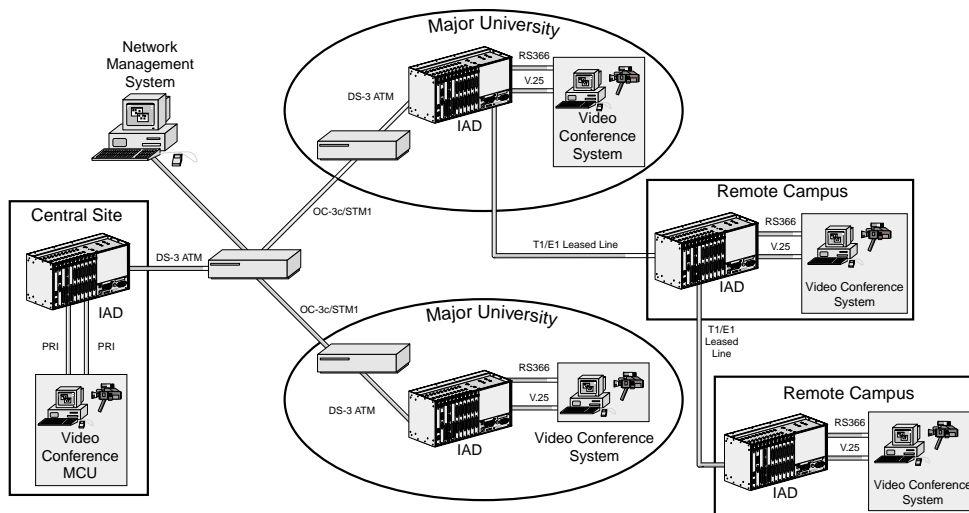 Network
Management
System
Major University
RS366
V.25
DS-3 ATM
IAD
Video
Conference
System
OC-3c/STM1
Central Site
DS-3 ATM
IAD
PRI
PRI
Video
Conference
MCU
T1/E1 Leased Line
Remote Campus
RS366
V.25
IAD
Video Conference
System
OC-3c/STM1
Major University
RS366
V.25
DS-3 ATM
IAD
Video Conference
System
T1/E1
Leased
Line
Remote Campus
RS366
V.25
IAD
Video Conference
System